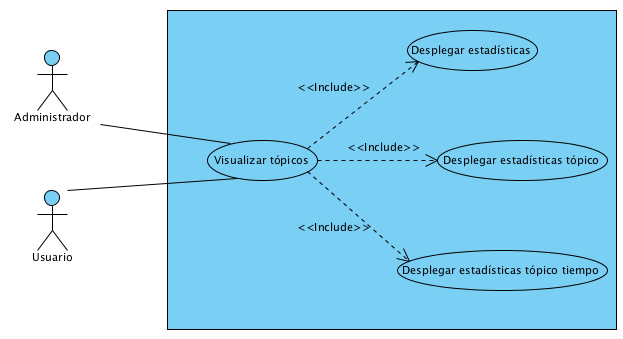 Desplegar estadísticas
<<Include>>
Administrador
<<Include>>
Visualizar tópicos
Desplegar estadísticas tópico
<<Include>>
Usuario
Desplegar estadísticas tópico tiempo